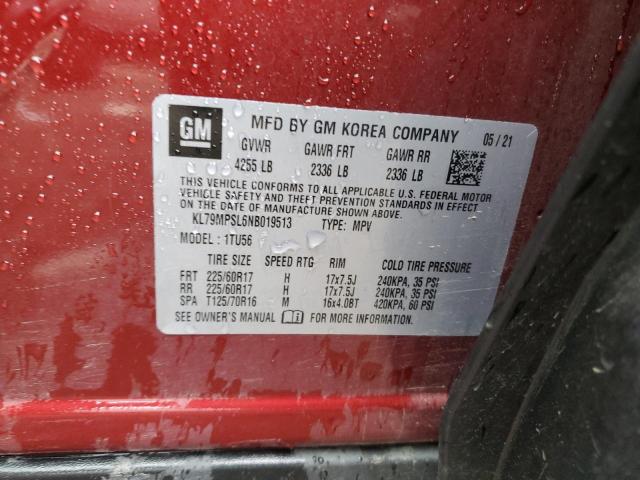 GM MFD BY GM KOREA COMPANY 05/21
GVWR GAWR FRT GAWR RR
4255 LB 2336 LB 2336 LB
THIS VEHICLE CONFORMS TO ALL APPLICABLE U.S. FEDERAL MOTOR
VEHICLE SAFETY AND THEFT PREVENTION STANDARDS IN EFFECT
ON THE DATE OF MANUFACTURE SHOWN ABOVE.
KL79MPSL6NB019513 TYPE: MPV
MODEL: 1TU56
TIRE SIZE SPEED RTG RIM COLD TIRE PRESSURE
FRT 225/60R17 H 17x7.5J 240KPA, 35 PSI
RR 225/60R17 H 17x7.5J 240KPA, 35 PSI
SPA T125/70R16 M 16x4.0BT 420KPA, 60 PSI
SEE OWNER'S MANUAL FOR MORE INFORMATION.